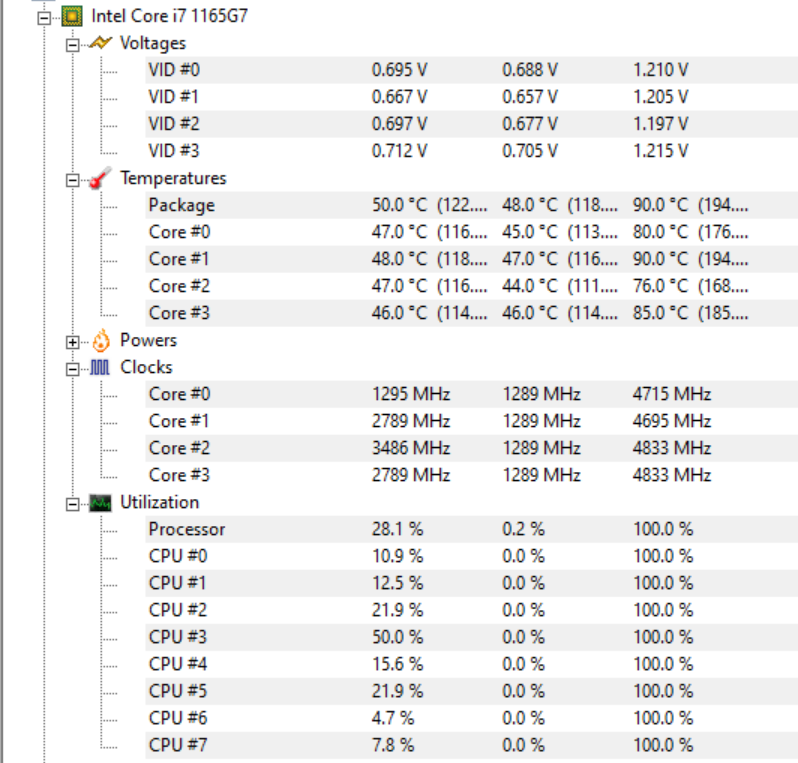 Intel Core i7 1165G7
Voltages
VID #0 0.695 V 0.688 V 1.210 V
VID #1 0.667 V 0.657 V 1.205 V
VID #2 0.697 V 0.677 V 1.197 V
VID #3 0.712 V 0.705 V 1.215 V
Temperatures
Package 50.0 °C (122.... 48.0 °C (118.... 90.0 °C (194....
Core #0 47.0 °C (116.... 45.0 °C (113.... 80.0 °C (176....
Core #1 48.0 °C (118.... 47.0 °C (116.... 90.0 °C (194....
Core #2 47.0 °C (116.... 44.0 °C (111.... 76.0 °C (168....
Core #3 46.0 °C (114.... 46.0 °C (114.... 85.0 °C (185....
Powers
Clocks
Core #0 1295 MHz 1289 MHz 4715 MHz
Core #1 2789 MHz 1289 MHz 4695 MHz
Core #2 3486 MHz 1289 MHz 4833 MHz
Core #3 2789 MHz 1289 MHz 4833 MHz
Utilization
Processor 28.1 % 0.2 % 100.0 %
CPU #0 10.9 % 0.0 % 100.0 %
CPU #1 12.5 % 0.0 % 100.0 %
CPU #2 21.9 % 0.0 % 100.0 %
CPU #3 50.0 % 0.0 % 100.0 %
CPU #4 15.6 % 0.0 % 100.0 %
CPU #5 21.9 % 0.0 % 100.0 %
CPU #6 4.7 % 0.0 % 100.0 %
CPU #7 7.8 % 0.0 % 100.0 %